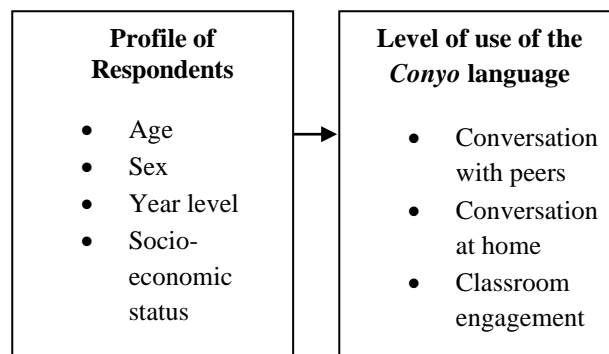 Profile of
Respondents
• Age
• Sex
• Year level
• Socio-
economic
status
Level of use of the
Conyo language
• Conversation
with peers
• Conversation
at home
• Classroom
engagement